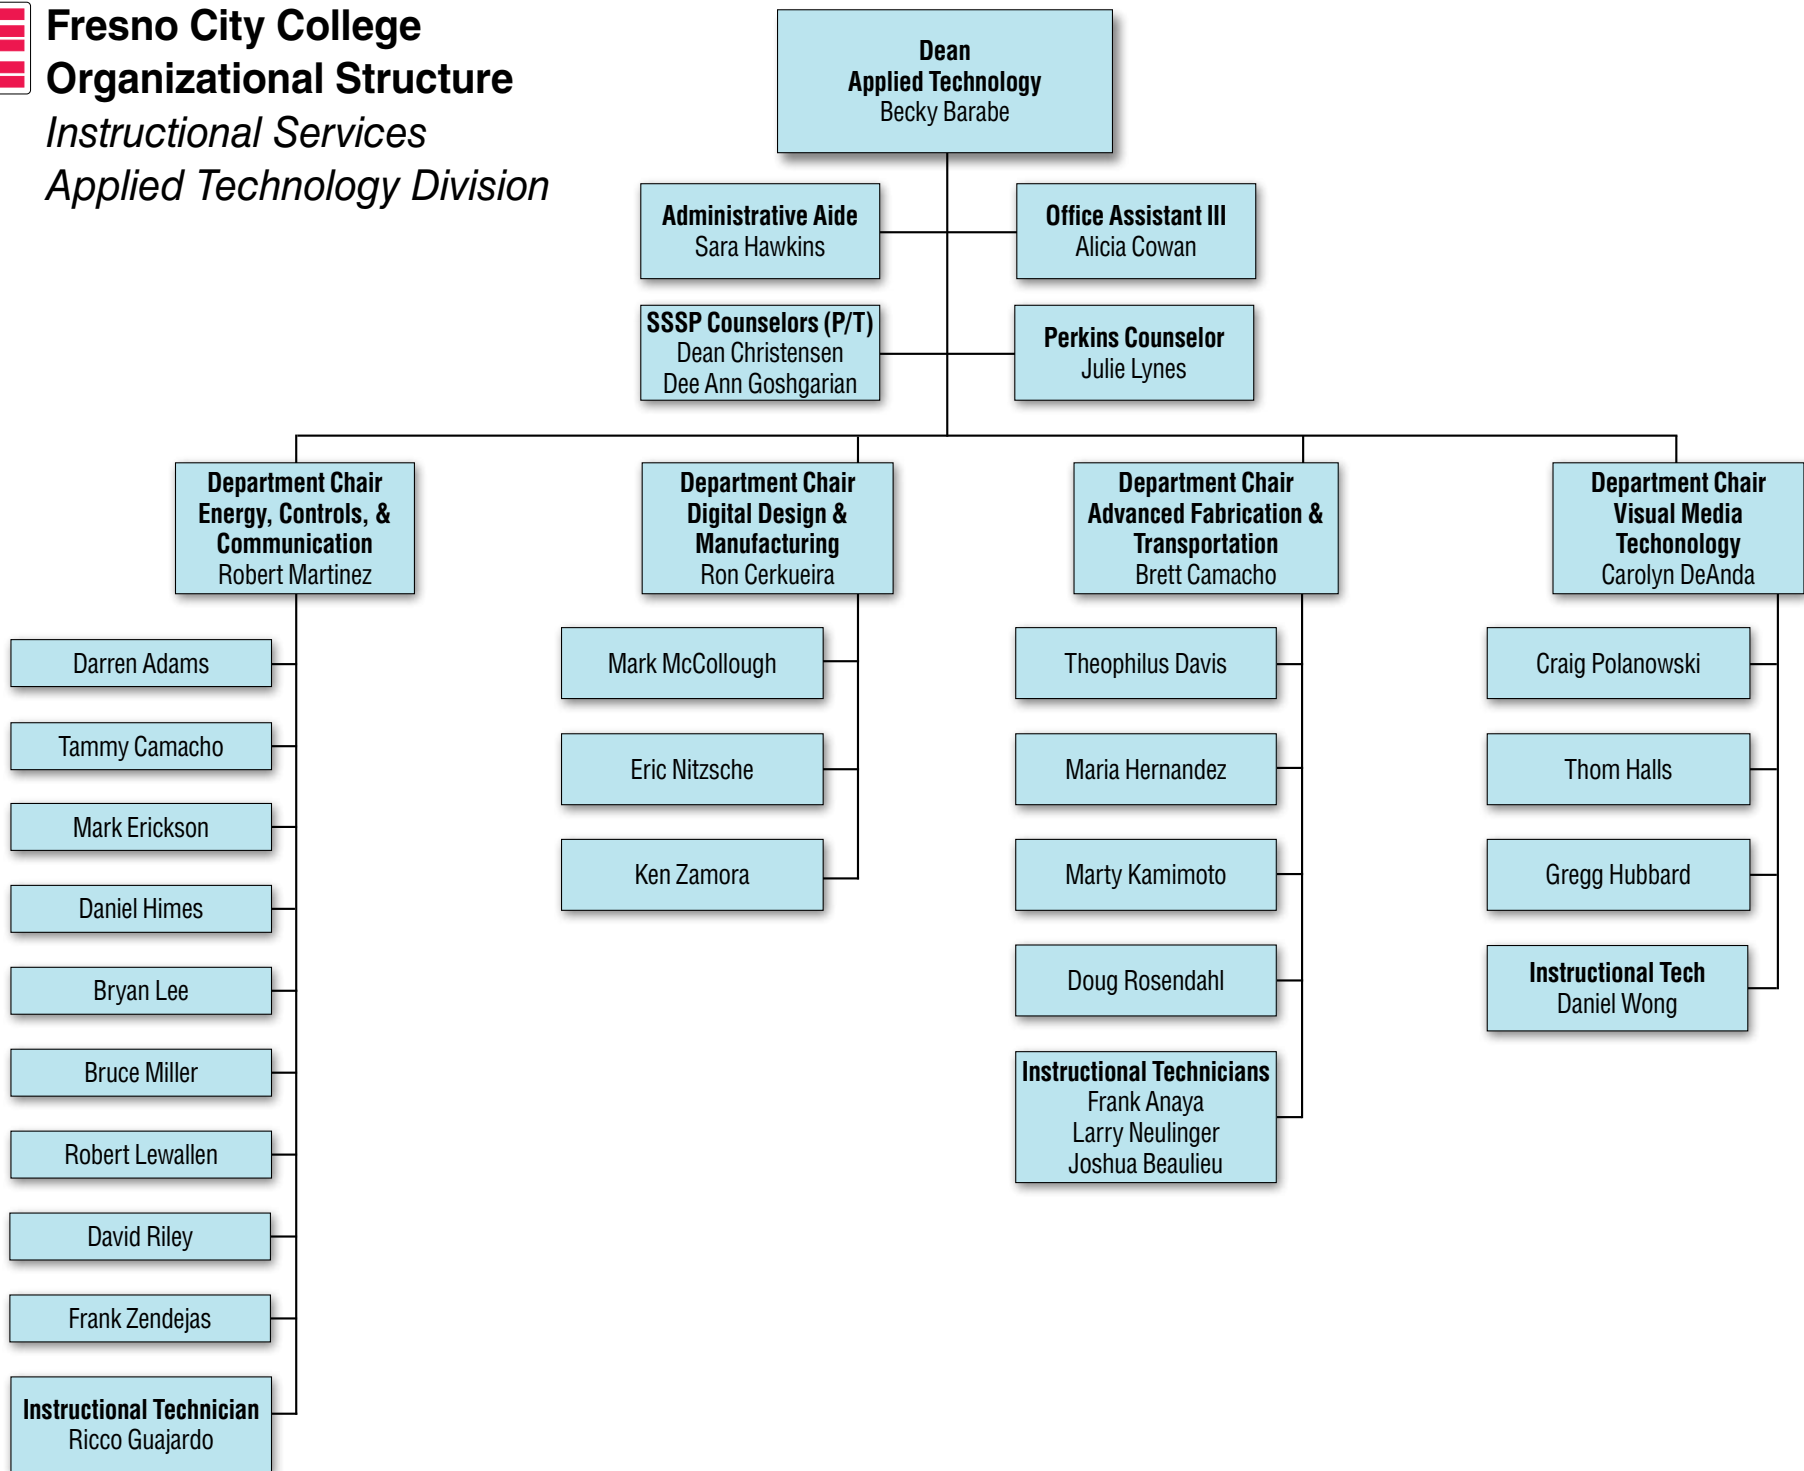 Fresno City College
Organizational Structure
Instructional Services
Applied Technology Division
Dean
Applied Technology
Becky Barabe
Administrative Aide
Sara Hawkins
Office Assistant III
Alicia Cowan
SSSP Counselors (P/T)
Dean Christensen
Dee Ann Goshgarian
Perkins Counselor
Julie Lynes
Department Chair
Energy, Controls, &
Communication
Robert Martinez
Darren Adams
Tammy Camacho
Mark Erickson
Daniel Himes
Bryan Lee
Bruce Miller
Robert Lewallen
David Riley
Frank Zendejas
Instructional Technician
Ricco Guajardo
Department Chair
Digital Design &
Manufacturing
Ron Cerkueira
Mark McCollough
Eric Nitzsche
Ken Zamora
Department Chair
Advanced Fabrication &
Transportation
Brett Camacho
Theophilus Davis
Maria Hernandez
Marty Kamimoto
Doug Rosendahl
Instructional Technicians
Frank Anaya
Larry Neulinger
Joshua Beaulieu
Department Chair
Visual Media
Techonology
Carolyn DeAnda
Craig Polanowski
Thom Halls
Gregg Hubbard
Instructional Tech
Daniel Wong